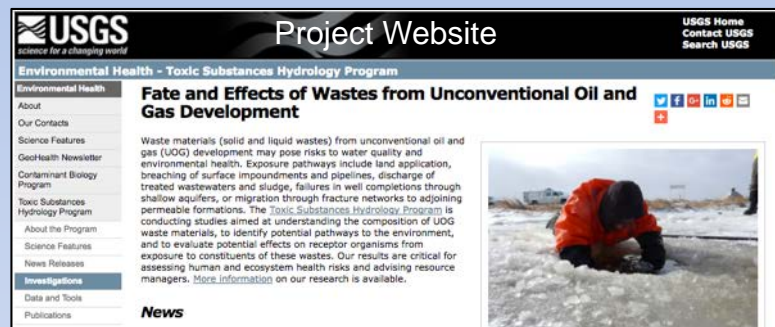 USGS
science for a changing world
Project Website
USGS Home
Contact USGS
Search USGS
Environmental Health - Toxic Substances Hydrology Program
Environmental Health
About
Our Contacts
Science Features
GeoHealth Newsletter
Contaminant Biology
Program
Toxic Substances
Hydrology Program
About the Program
Science Features
News Releases
Investigations
Data and Tools
Publications
Fate and Effects of Wastes from Unconventional Oil and
Gas Development
Waste materials (solid and liquid wastes) from unconventional oil and
gas (UOG) development may pose risks to water quality and
environmental health. Exposure pathways include land application,
breaching of surface impoundments and pipelines, discharge of
treated wastewaters and sludge, failures in well completions through
shallow aquifers, or migration through fracture networks to adjoining
permeable formations. The Toxic Substances Hydrology Program is
conducting studies aimed at understanding the composition of UOG
waste materials, to identify potential pathways to the environment,
and to evaluate potential effects on receptor organisms from
exposure to constituents of these wastes. Our results are critical for
assessing human and ecosystem health risks and advising resource
managers. More information on our research is available.
News